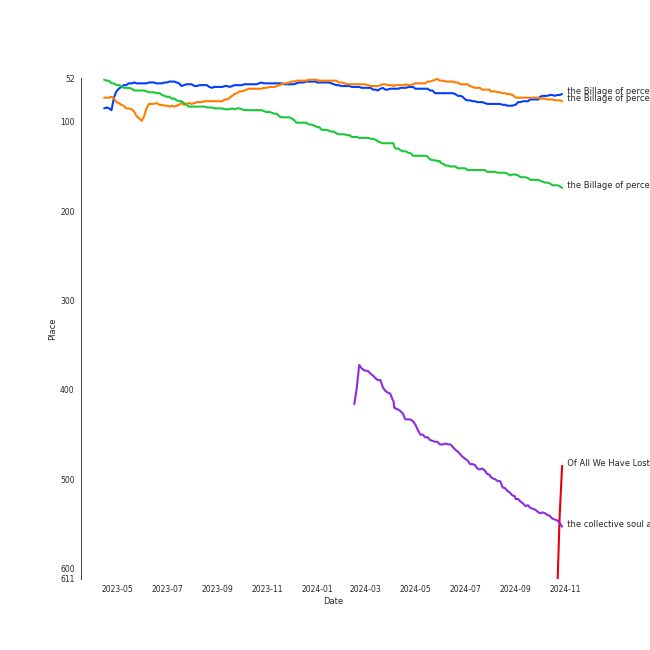 52
100
200
300
400
500
600
611
Place
2023-05
2023-07
2023-09
2023-11
2024-01
2024-03
2024-05
2024-07
2024-09
2024-11
Date
the Billage of perce
the Billage of perce
the Billage of perce
Of All We Have Lost
the collective soul a